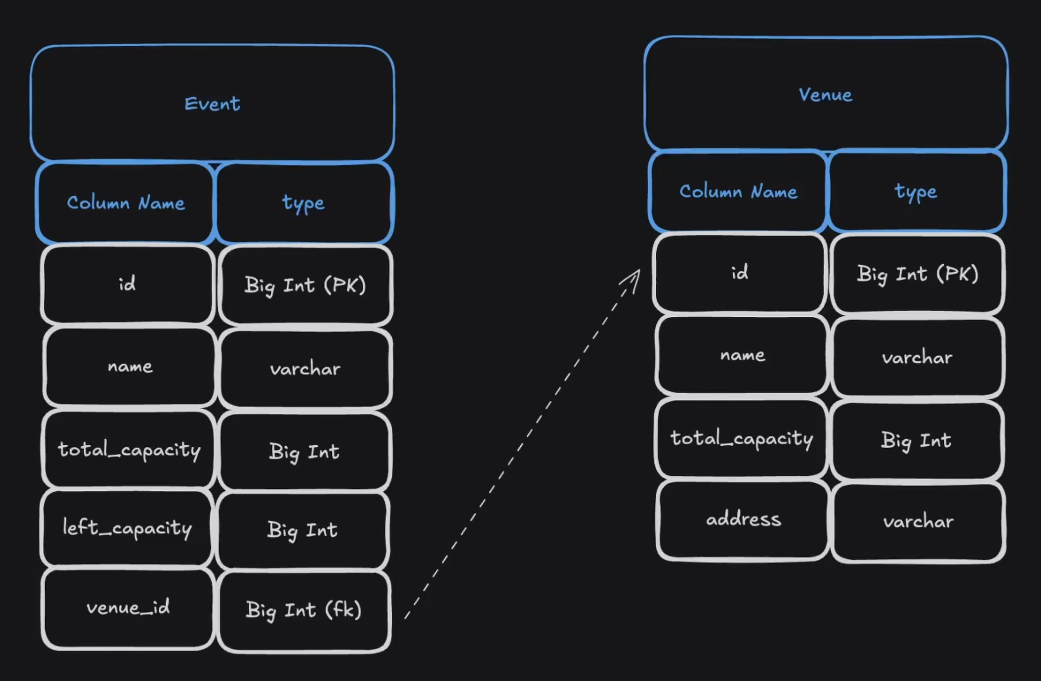 Event
Column Name type
id Big Int (PK)
name varchar
total_capacity Big Int
left_capacity Big Int
venue_id Big Int (fk)
Venue
Column Name type
id Big Int (PK)
name varchar
total_capacity Big Int
address varchar